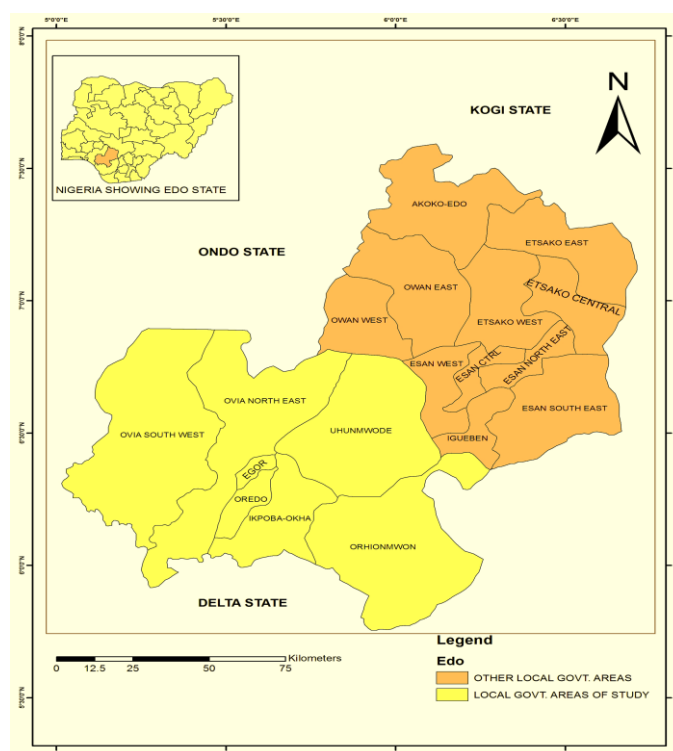 5°0'0"E 5°30'0"E 6°0'0"E 6°30'0"E
8°0'0"N
N
KOGI STATE
NIGERIA SHOWING EDO STATE
7°30'0"N
AKOKO-EDO
ETSAKO EAST
ONDO STATE
OWAN EAST
ETSAKO CENTRAL
7°0'0"N
OWAN WEST
ETSAKO WEST
ESAN WEST
ESAN CTRL
ESAN NORTH EAST
OVIA NORTH EAST
ESAN SOUTH EAST
OVIA SOUTH WEST
UHUNMWODE
IGUEBEN
6°30'0"N
EGOR
OREDO
IKPOBA-OKHA
ORHIONMWON
6°0'0"N
DELTA STATE
Legend
Edo
OTHER LOCAL GOVT. AREAS
LOCAL GOVT. AREAS OF STUDY
Kilometers
0 12.5 25 50 75
5°30'0"N